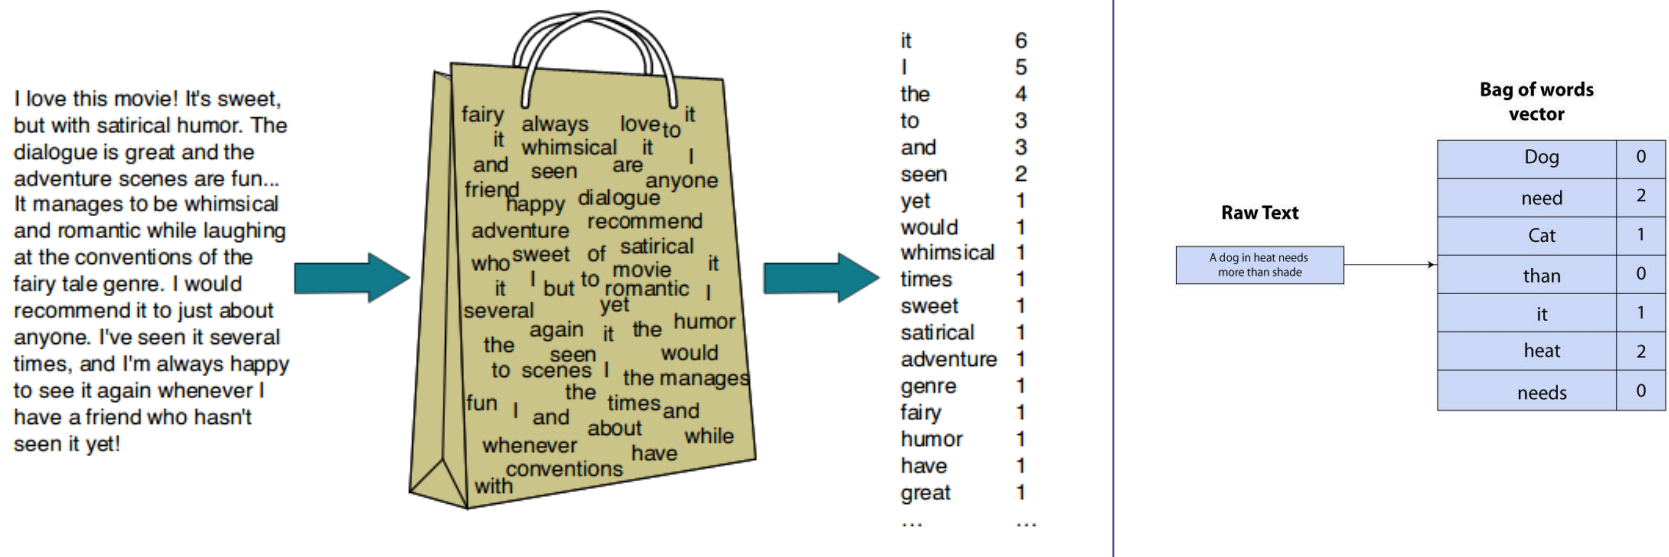 I love this movie! It's sweet,
but with satirical humor. The
dialogue is great and the
adventure scenes are fun...
It manages to be whimsical
and romantic while laughing
at the conventions of the
fairy tale genre. I would
recommend it to just about
anyone. I've seen it several
times, and I'm always happy
to see it again whenever I
have a friend who hasn't
seen it yet!
fairy always love to it
it whimsical it I
and seen are anyone
friend happy dialogue
adventure recommend
who sweet of satirical
it I but to movie it
romantic I
several yet
again it the humor
the seen would
to scenes I the manages
the
fun I and times and
about while
whenever have
conventions
with
it 6
I 5
the 4
to 3
and 3
seen 2
yet 1
would 1
whimsical 1
times 1
sweet 1
satirical 1
adventure 1
genre 1
fairy 1
humor 1
have 1
great 1
... ...
Raw Text
A dog in heat needs
more than shade
Bag of words
vector
Dog 0
need 2
Cat 1
than 0
it 1
heat 2
needs 0